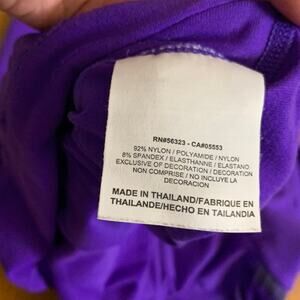 RN#56323 - CA#05553
92% NYLON / POLYAMIDE / NYLON
8% SPANDEX / ELASTHANNE / ELASTANO
EXCLUSIVE OF DECORATION / DECORATION
NON COMPRISE / NO INCLUYE LA
DECORACION
MADE IN THAILAND/FABRIQUE EN
THAILANDE/HECHO EN TAILANDIA